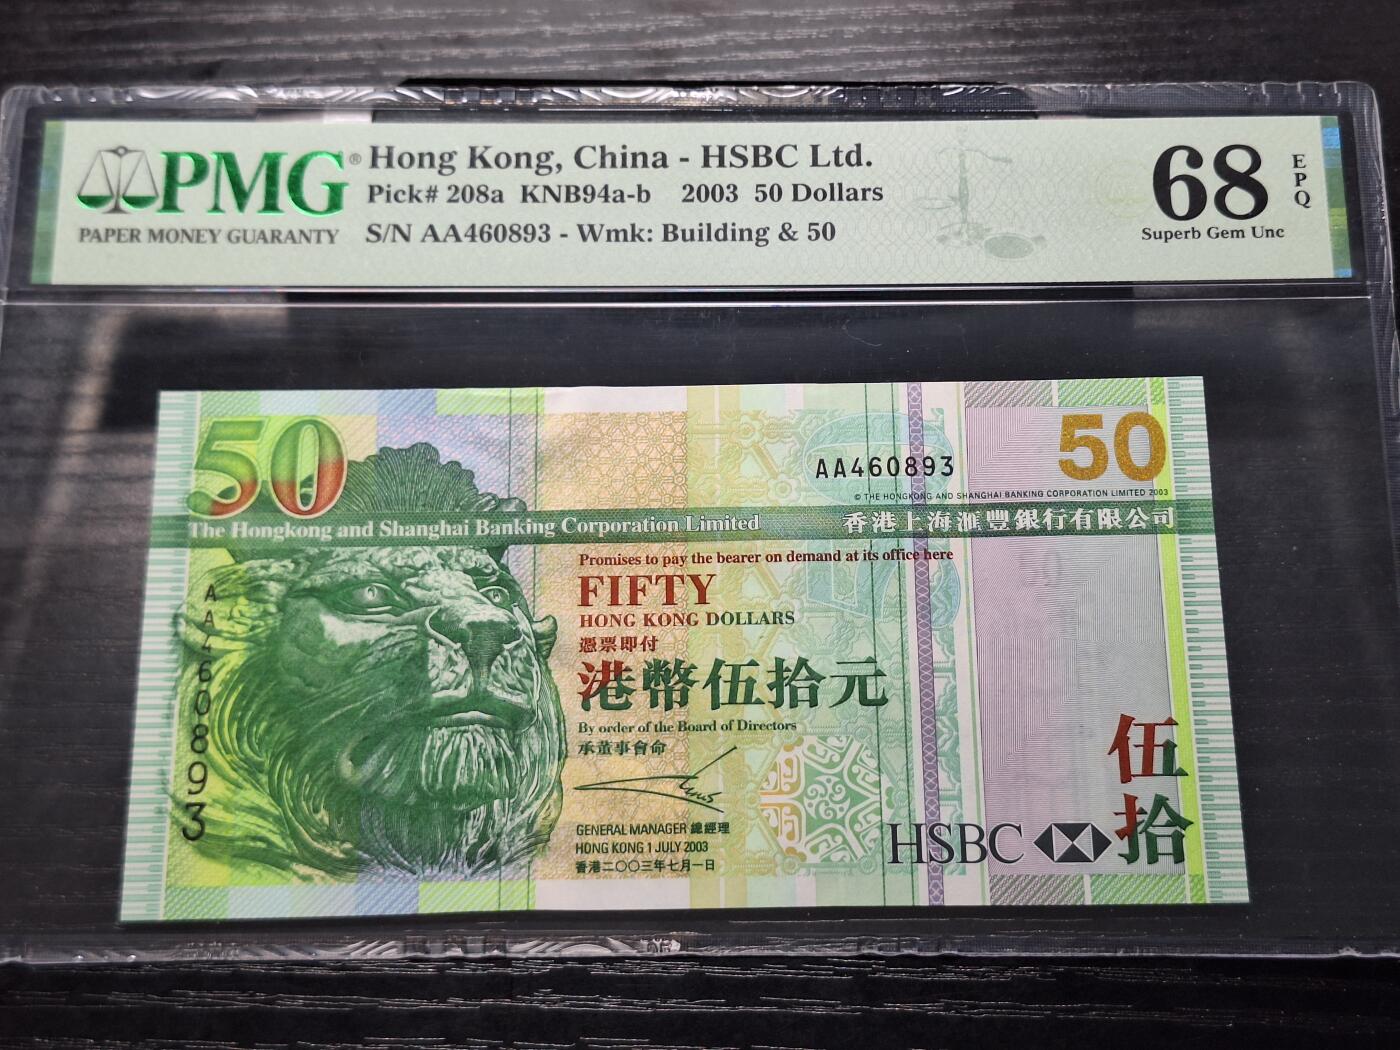 PMG®
PAPER MONEY GUARANTY
Hong Kong, China - HSBC Ltd.
Pick# 208a KNB94a-b 2003 50 Dollars
S/N AA460893 - Wmk: Building & 50
68
EPQ
Superb Gem Unc
50
50
AA460893
© THE HONGKONG AND SHANGHAI BANKING CORPORATION LIMITED 2003
The Hongkong and Shanghai Banking Corporation Limited
香港上海滙豐銀行有限公司
Promises to pay the bearer on demand at its office here
FIFTY
HONG KONG DOLLARS
憑票即付
港幣伍拾元
By order of the Board of Directors
承董事會命
GENERAL MANAGER 總經理
HONG KONG 1 JULY 2003
香港二〇〇三年七月一日
AA460893
HSBC
伍拾